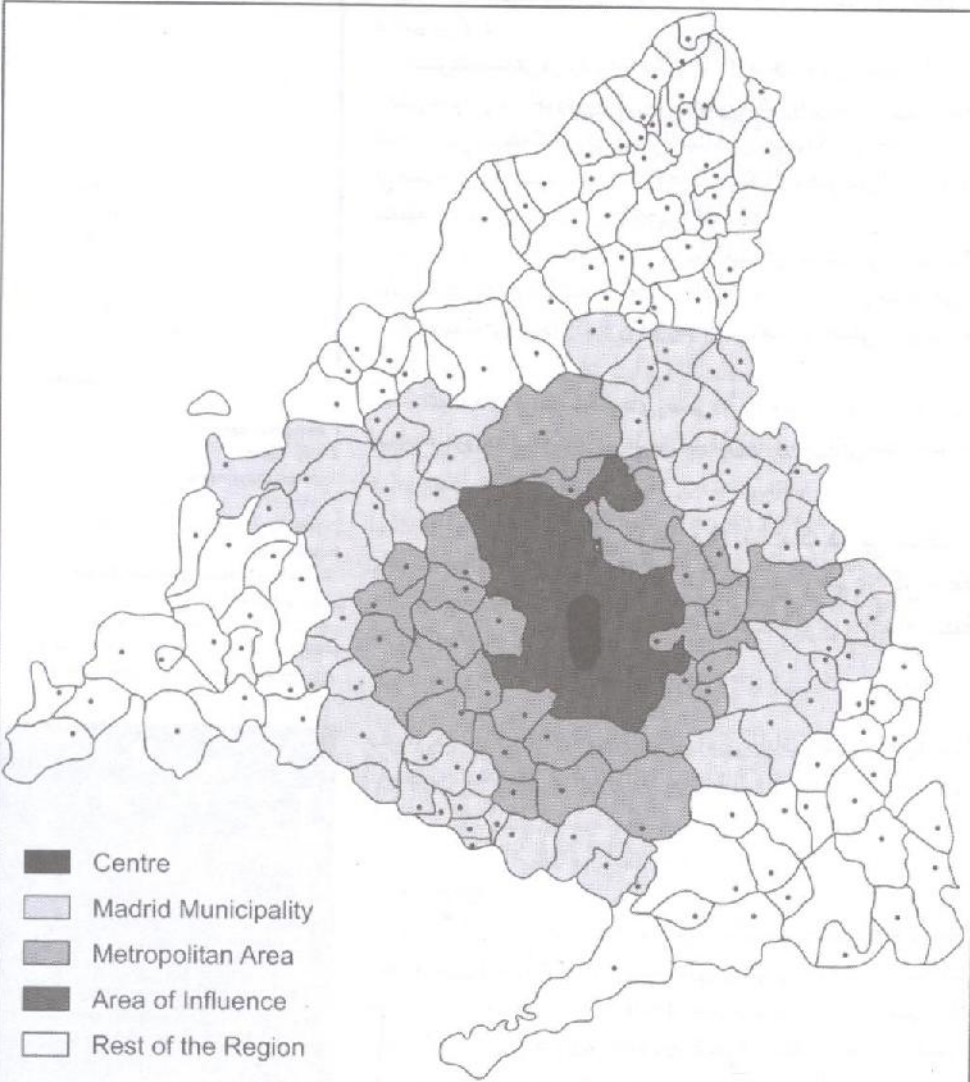 Centre
Madrid Municipality
Metropolitan Area
Area of Influence
Rest of the Region